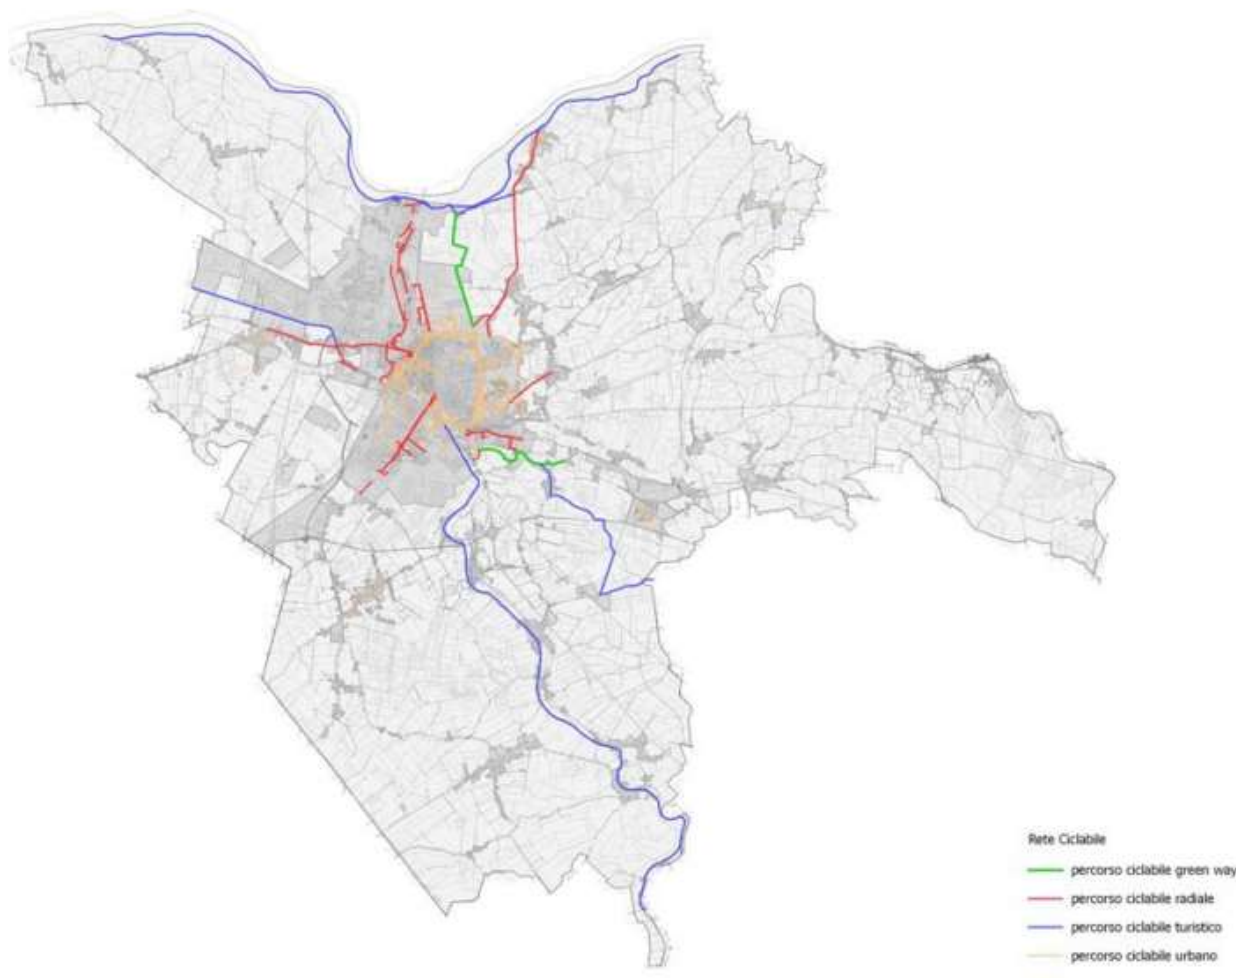 Rete Ciclabile
percorso ciclabile green way
percorso ciclabile radiale
percorso ciclabile turistico
percorso ciclabile urbano